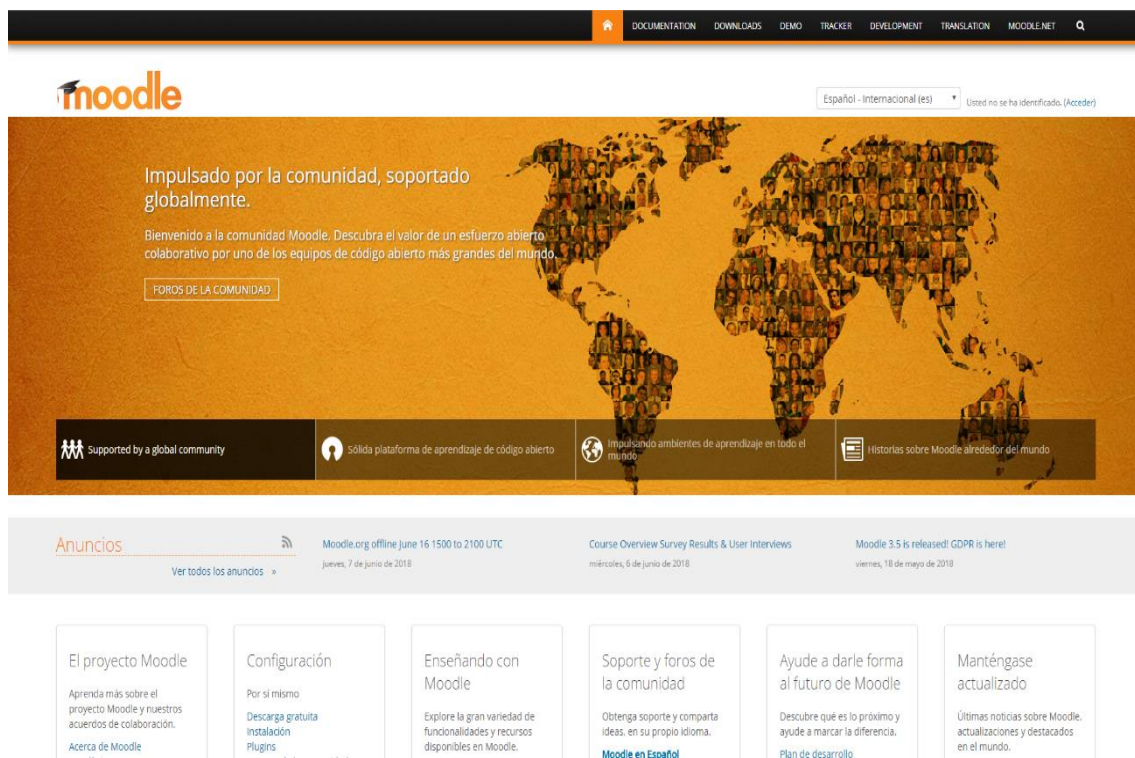 DOCUMENTATION DOWNLOADS DEMO TRACKER DEVELOPMENT TRANSLATION MOODLE.NET
moodle
Español - Internacional (es)
Usted no se ha identificado. (Acceder)
Impulsado por la comunidad, soportado
globalmente.
Bienvenido a la comunidad Moodle. Descubra el valor de un esfuerzo abierto
colaborativo por uno de los equipos de código abierto más grandes del mundo.
FOROS DE LA COMUNIDAD
Supported by a global community
Sólida plataforma de aprendizaje de código abierto
Impulsando ambientes de aprendizaje en todo el
mundo
Historias sobre Moodle alrededor del mundo
Anuncios
Ver todos los anuncios »
Moodle.org offline June 16 1500 to 2100 UTC
jueves, 7 de junio de 2018
Course Overview Survey Results & User Interviews
miércoles, 6 de junio de 2018
Moodle 3.5 is released! GDPR is here!
viernes, 18 de mayo de 2018
El proyecto Moodle
Aprenda más sobre el
proyecto Moodle y nuestros
acuerdos de colaboración.
Acerca de Moodle
Configuración
Por sí mismo
Descarga gratuita
Instalación
Plugins
Enseñando con
Moodle
Explore la gran variedad de
funcionalidades y recursos
disponibles en Moodle.
Soporte y foros de
la comunidad
Obtenga soporte y comparta
ideas. en su propio idioma.
Moodle en Español
Ayude a darle forma
al futuro de Moodle
Descubre qué es lo próximo y
ayude a marcar la diferencia.
Plan de desarrollo
Manténgase
actualizado
Últimas noticias sobre Moodle.
actualizaciones y destacados
en el mundo.